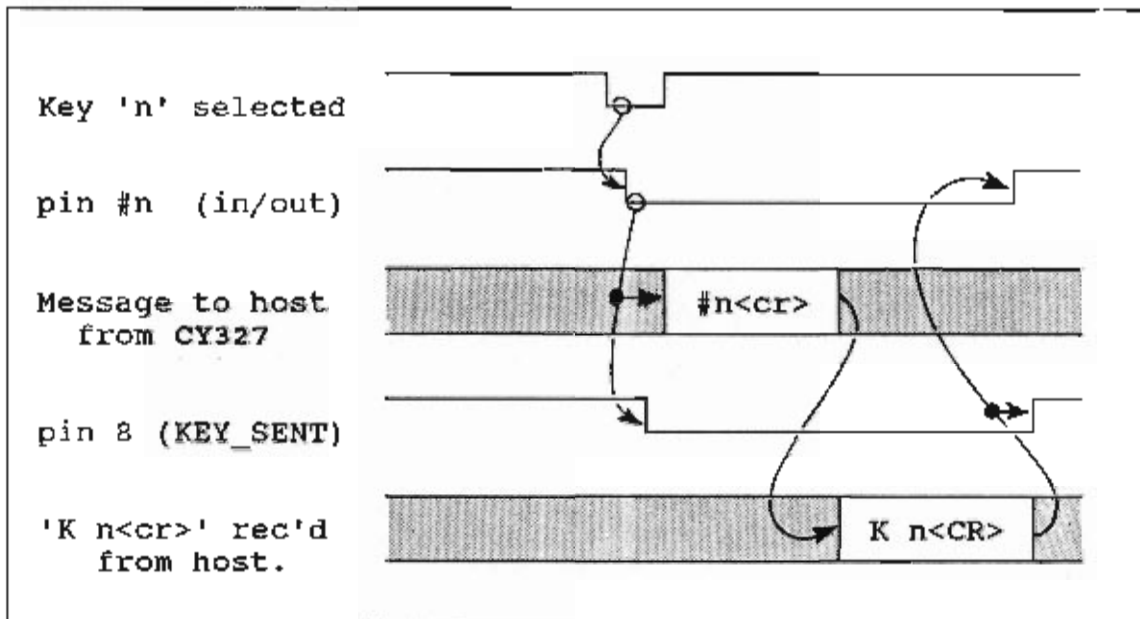 Key 'n' selected
pin #n (in/out)
Message to host
from CY327
#n<cr>
pin 8 (KEY_SENT)
'K n<cr>' rec'd
from host.
K n<CR>